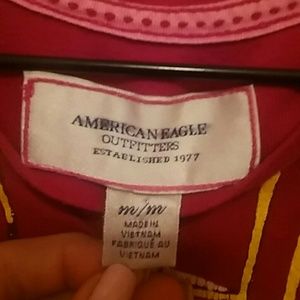 AMERICAN EAGLE
OUTFITTERS
ESTABLISHED 1977
m/m
MADE IN
VIETNAM
FABRIQUÉ AU
VIETNAM